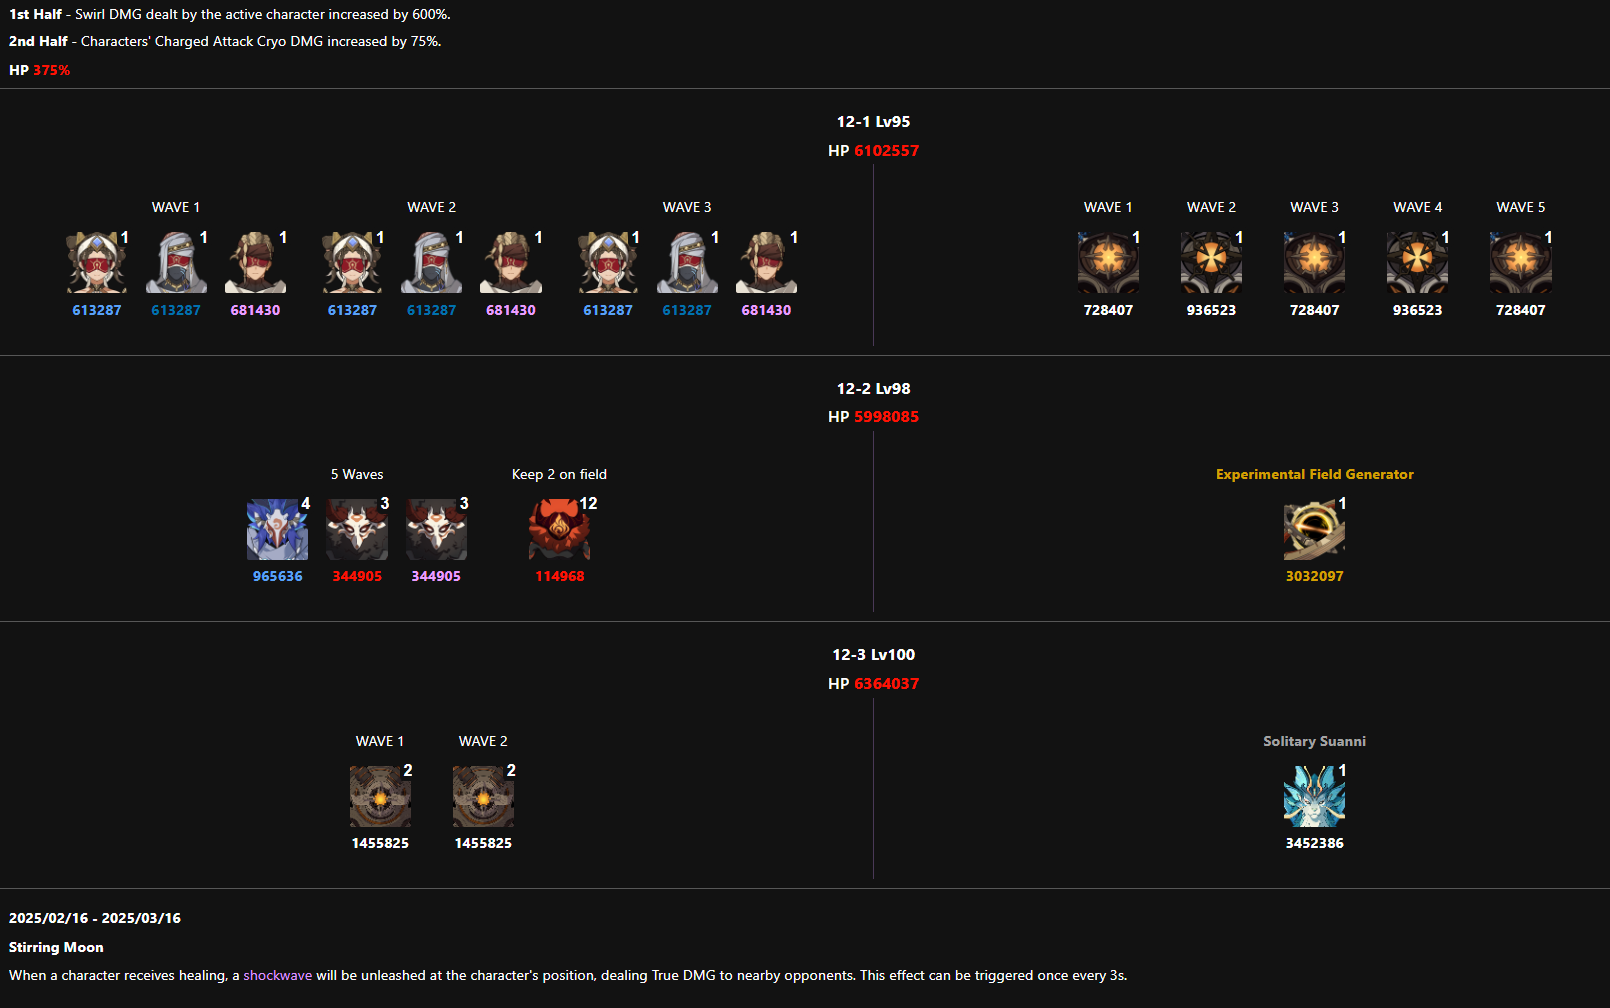 1st Half - Swirl DMG dealt by the active character increased by 600%.
2nd Half - Characters' Charged Attack Cryo DMG increased by 75%.
HP 375%
12-1 Lv95
HP 6102557
WAVE 1 WAVE 2 WAVE 3
1 1 1 1 1 1 1 1 1
613287 613287 681430 613287 613287 681430 613287 613287 681430
WAVE 1 WAVE 2 WAVE 3 WAVE 4 WAVE 5
1 1 1 1 1
728407 936523 728407 936523 728407
12-2 Lv98
HP 5998085
5 Waves Keep 2 on field
4 3 3 12
965636 344905 344905 114968
Experimental Field Generator
1
3032097
12-3 Lv100
HP 6364037
WAVE 1 WAVE 2
2 2
1455825 1455825
Solitary Suanni
1
3452386
2025/02/16 - 2025/03/16
Stirring Moon
When a character receives healing, a shockwave will be unleashed at the character's position, dealing True DMG to nearby opponents. This effect can be triggered once every 3s.